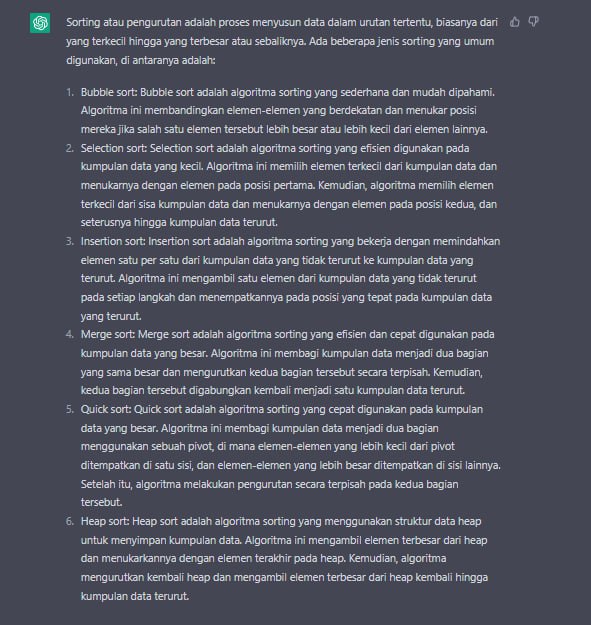 Sorting atau pengurutan adalah proses menyusun data dalam urutan tertentu, biasanya dari
yang terkecil hingga yang terbesar atau sebaliknya. Ada beberapa jenis sorting yang umum
digunakan, di antaranya adalah:
1. Bubble sort: Bubble sort adalah algoritma sorting yang sederhana dan mudah dipahami.
Algoritma ini membandingkan elemen-elemen yang berdekatan dan menukar posisi
mereka jika salah satu elemen tersebut lebih besar atau lebih kecil dari elemen lainnya.
2. Selection sort: Selection sort adalah algoritma sorting yang efisien digunakan pada
kumpulan data yang kecil. Algoritma ini memilih elemen terkecil dari kumpulan data dan
menukarnya dengan elemen pada posisi pertama. Kemudian, algoritma memilih elemen
terkecil dari sisa kumpulan data dan menukarnya dengan elemen pada posisi kedua, dan
seterusnya hingga kumpulan data terurut.
3. Insertion sort: Insertion sort adalah algoritma sorting yang bekerja dengan memindahkan
elemen satu per satu dari kumpulan data yang tidak terurut ke kumpulan data yang
terurut. Algoritma ini mengambil satu elemen dari kumpulan data yang tidak terurut
pada setiap langkah dan menempatkannya pada posisi yang tepat pada kumpulan data
yang terurut.
4. Merge sort: Merge sort adalah algoritma sorting yang efisien dan cepat digunakan pada
kumpulan data yang besar. Algoritma ini membagi kumpulan data menjadi dua bagian
yang sama besar dan mengurutkan kedua bagian tersebut secara terpisah. Kemudian,
kedua bagian tersebut digabungkan kembali menjadi satu kumpulan data terurut.
5. Quick sort: Quick sort adalah algoritma sorting yang cepat digunakan pada kumpulan
data yang besar. Algoritma ini membagi kumpulan data menjadi dua bagian
menggunakan sebuah pivot, di mana elemen-elemen yang lebih kecil dari pivot
ditempatkan di satu sisi, dan elemen-elemen yang lebih besar ditempatkan di sisi lainnya.
Setelah itu, algoritma melakukan pengurutan secara terpisah pada kedua bagian
tersebut.
6. Heap sort: Heap sort adalah algoritma sorting yang menggunakan struktur data heap
untuk menyimpan kumpulan data. Algoritma ini mengambil elemen terbesar dari heap
dan menukarkannya dengan elemen terakhir pada heap. Kemudian, algoritma
mengurutkan kembali heap dan mengambil elemen terbesar dari heap kembali hingga
kumpulan data terurut.